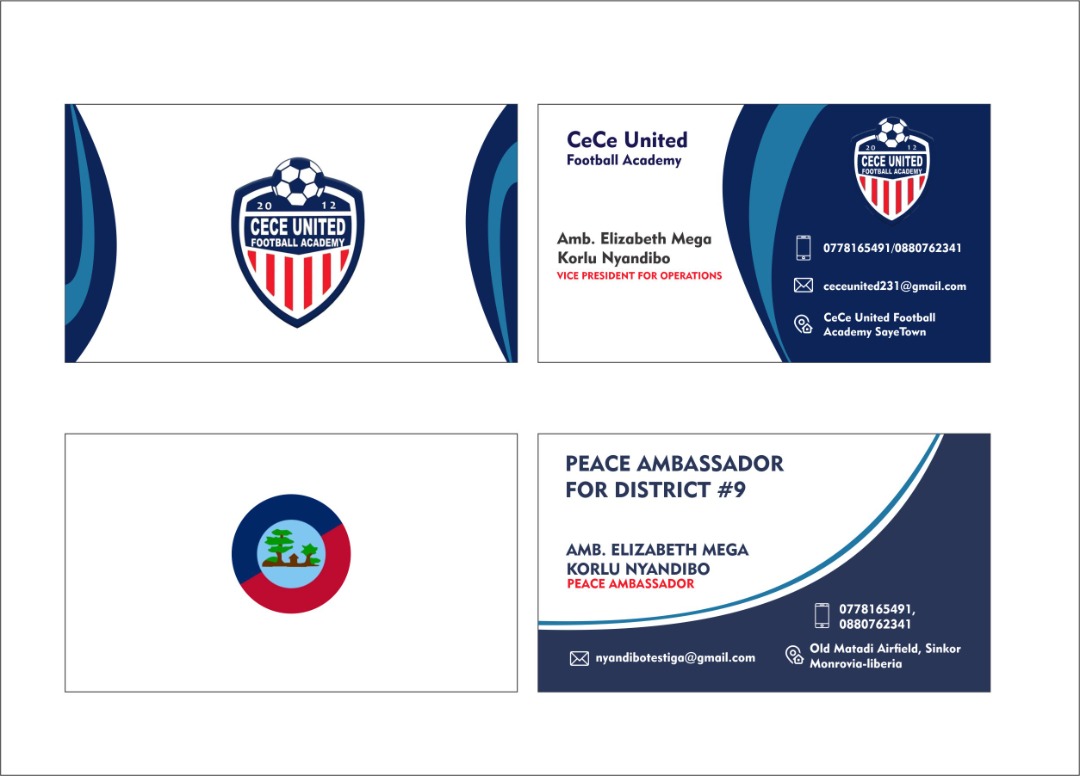 20 12
CECE UNITED
FOOTBALL ACADEMY
CeCe United
Football Academy
Amb. Elizabeth Mega
Korlu Nyandibo
VICE PRESIDENT FOR OPERATIONS
20 12
CECE UNITED
FOOTBALL ACADEMY
0778165491/0880762341
ceceunited231@gmail.com
CeCe United Football
Academy SayeTown
PEACE AMBASSADOR
FOR DISTRICT #9
AMB. ELIZABETH MEGA
KORLU NYANDIBO
PEACE AMBASSADOR
0778165491,
0880762341
nyandibotestiga@gmail.com
Old Matadi Airfield, Sinkor
Monrovia-liberia